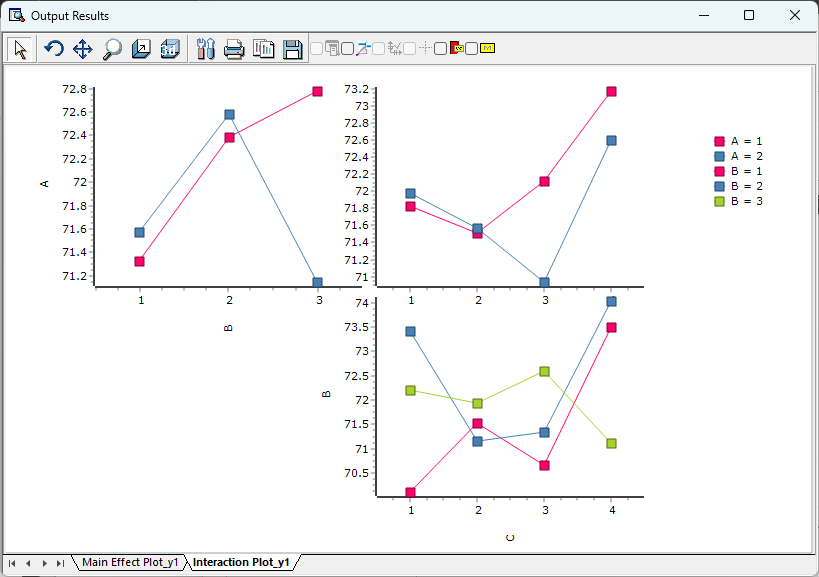 Output Results
72.8
72.6
72.4
72.2
72
71.8
71.6
71.4
71.2
A
1 2 3
B
73.2
73
72.8
72.6
72.4
72.2
72
71.8
71.6
71.4
71.2
71
1 2 3 4
A = 1
A = 2
B = 1
B = 2
B = 3
74
73.5
73
72.5
72
71.5
71
70.5
B
1 2 3 4
C
Main Effect Plot_y1 Interaction Plot_y1